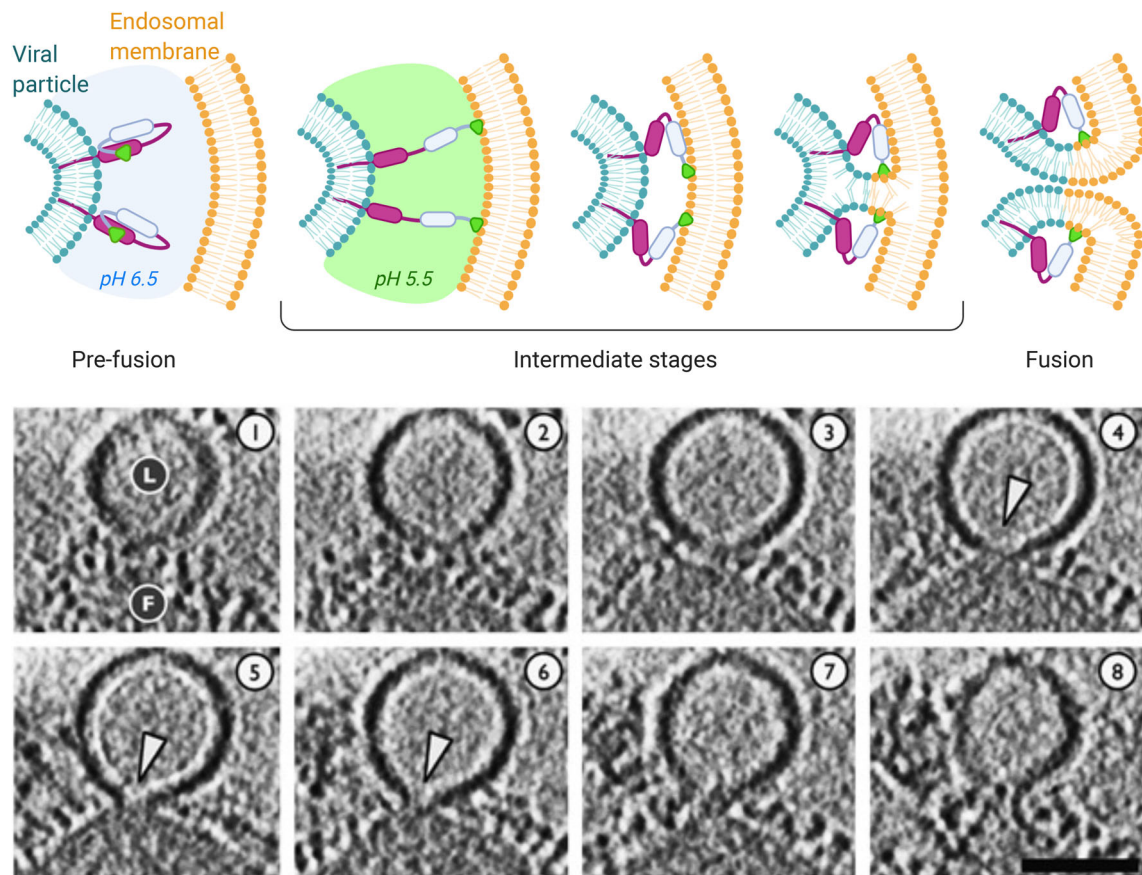 Endosomal
membrane
Viral
particle
pH 6.5
pH 5.5
Pre-fusion
Intermediate stages
Fusion
1
2
3
4
L
F
5
6
7
8